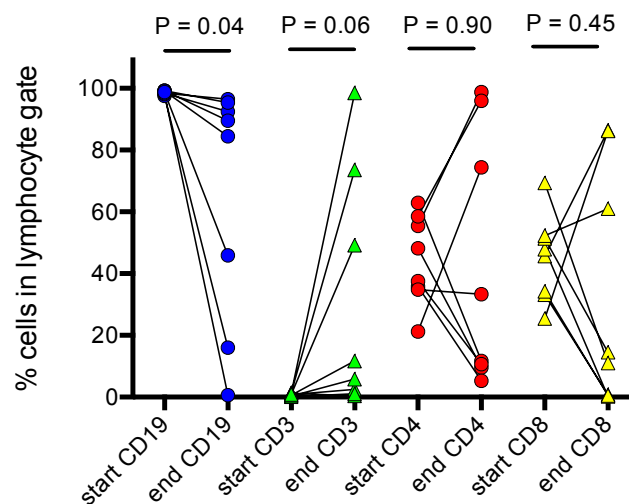 P = 0.04 P = 0.06 P = 0.90 P = 0.45
% cells in lymphocyte gate
100
80
60
40
20
0
start CD19
end CD19
start CD3
end CD3
start CD4
end CD4
start CD8
end CD8